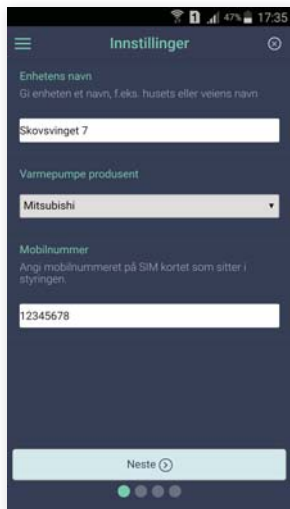 1 47% 17:35
Innstillinger
Enhetens navn
Gi enheten et navn, f.eks. husets eller veiens navn
Skovsvinget 7
Varmepumpe produsent
Mitsubishi
Mobilnummer
Angi mobilnummeret på SIM kortet som sitter i
styringen.
12345678
Neste